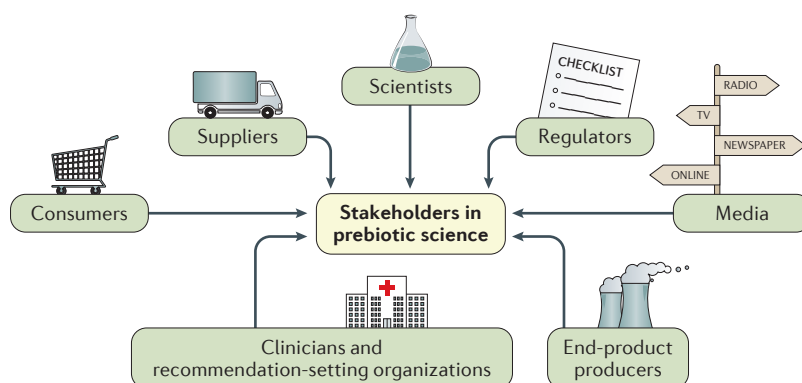 CHECKLIST
Scientists
RADIO
TV
NEWSPAPER
ONLINE
Suppliers
Regulators
Consumers
Stakeholders in
prebiotic science
Media
Clinicians and
recommendation-setting organizations
End-product
producers